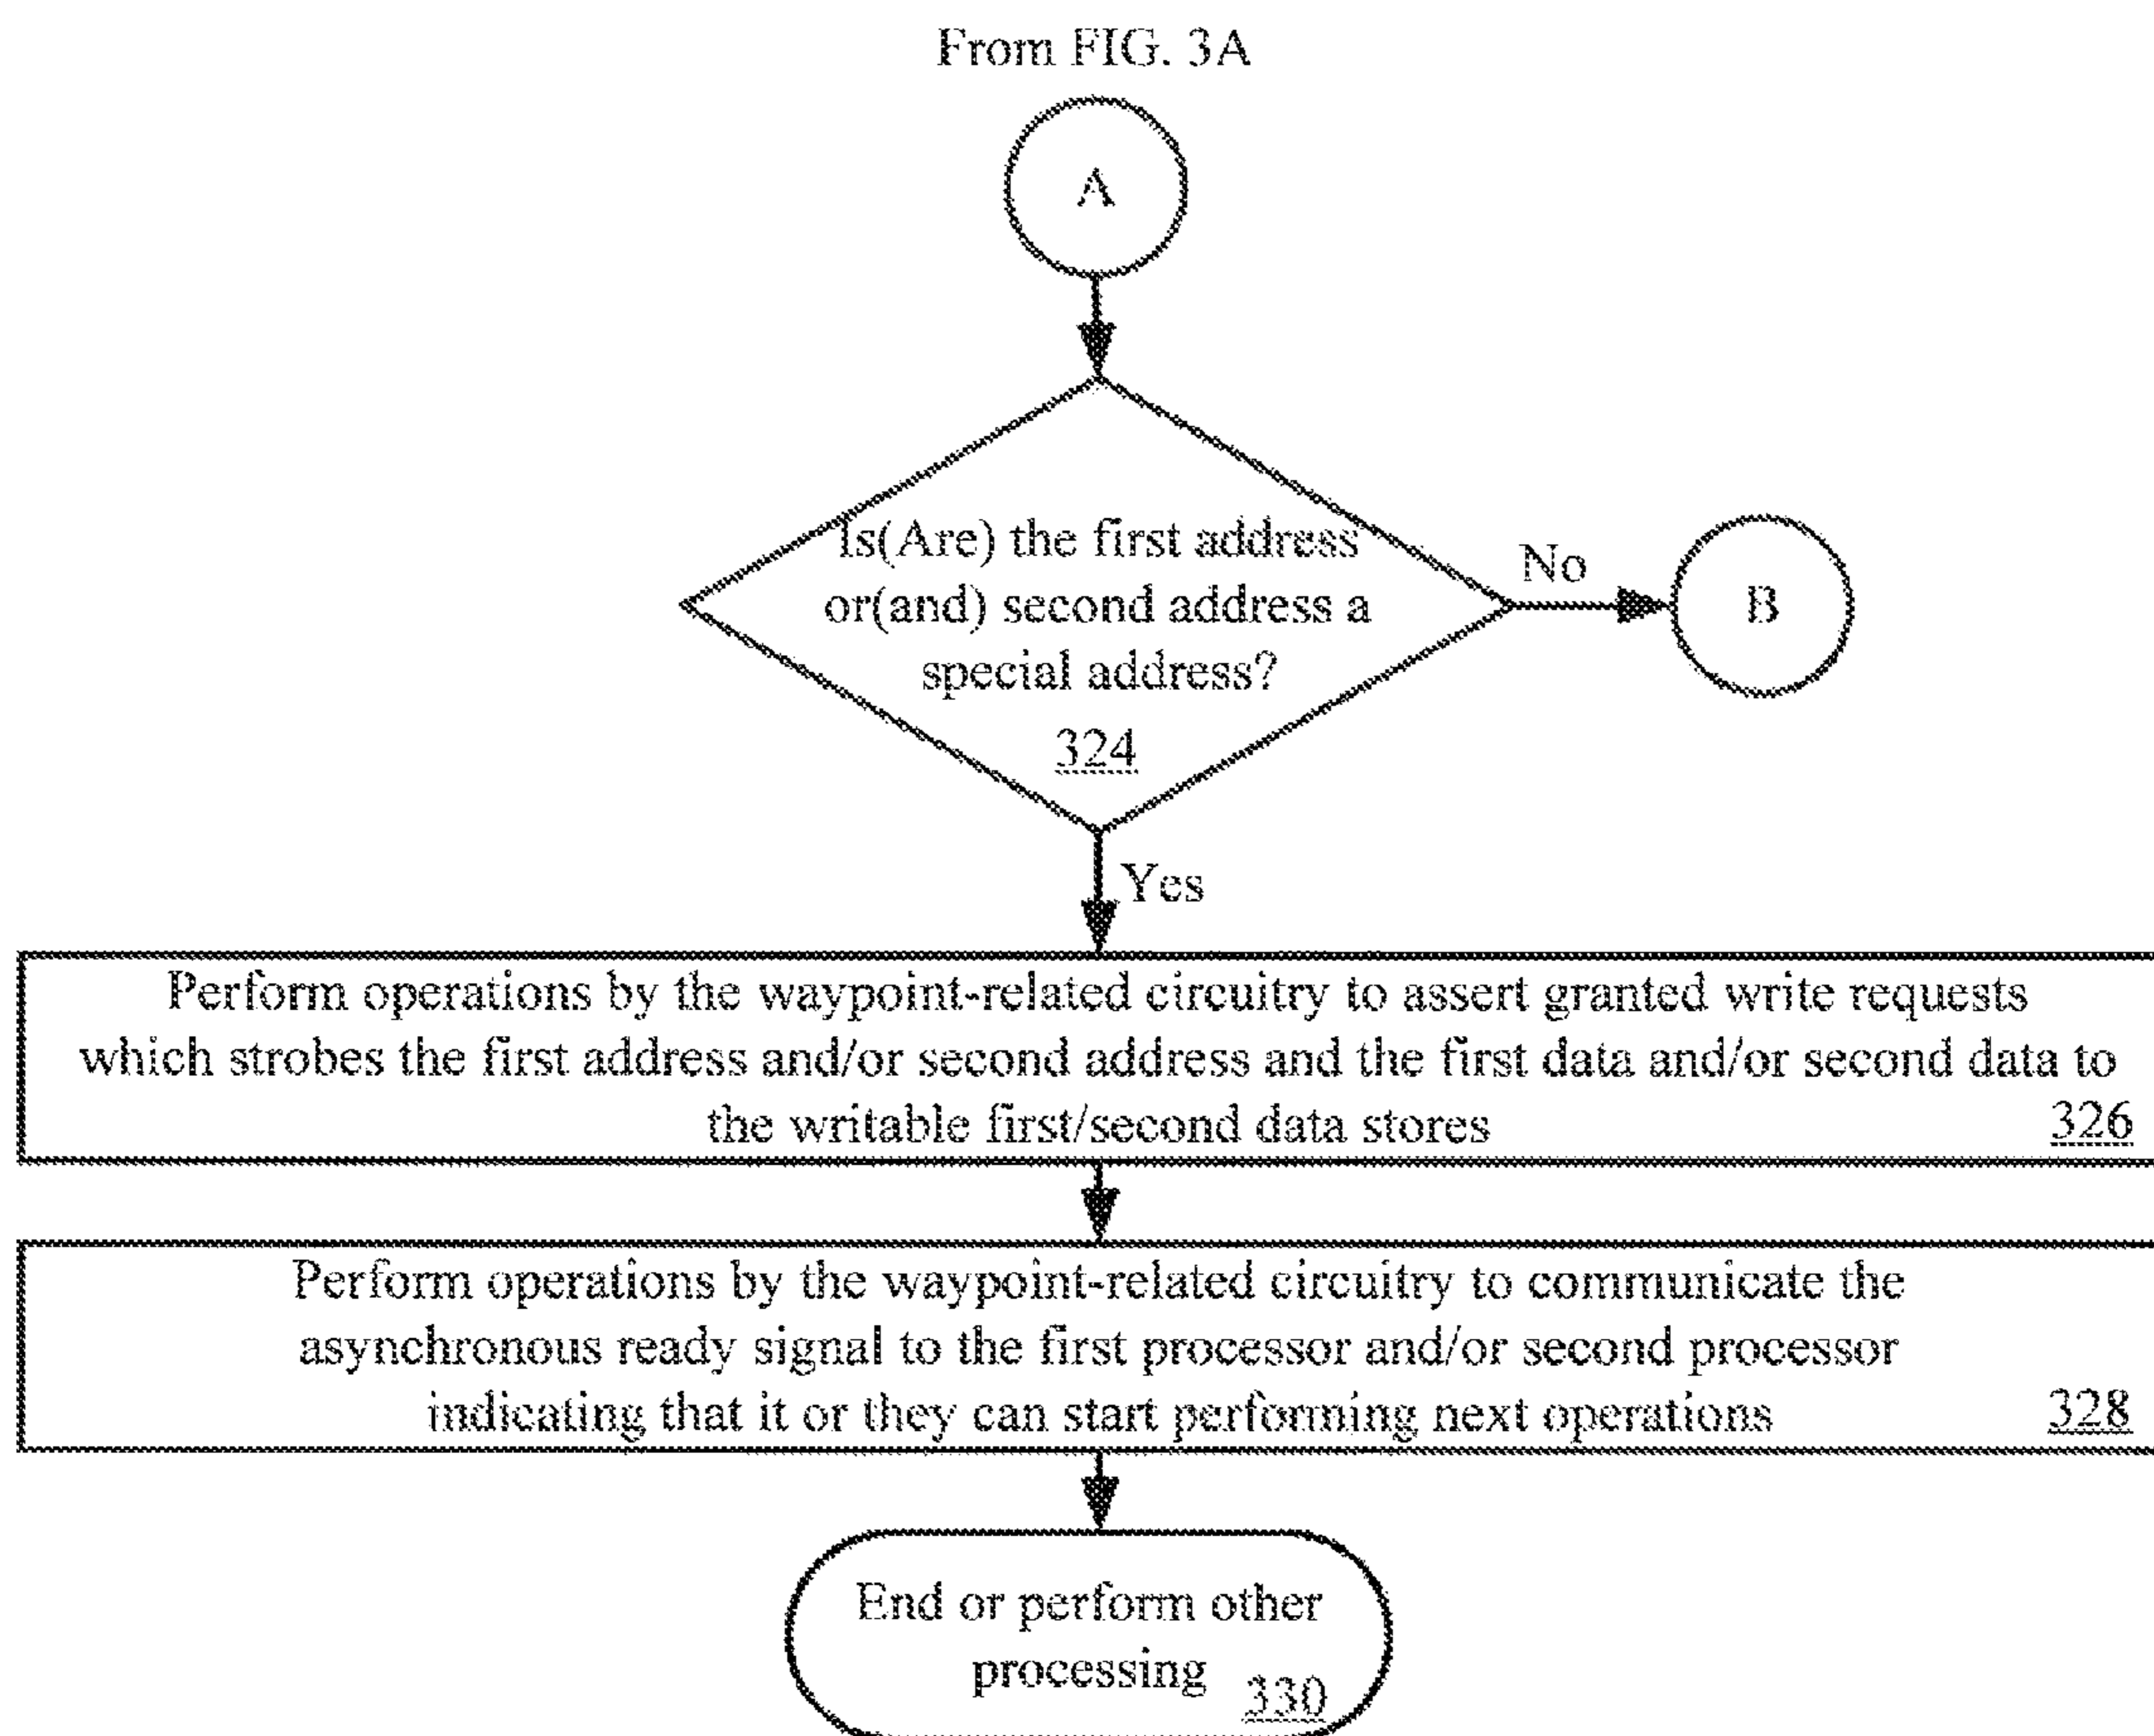 From FIG. 3A
A
Is(Are) the first address
or(and) second address a
special address?
324
No
B
Yes
Perform operations by the waypoint-related circuitry to assert granted write requests
which strobes the first address and/or second address and the first data and/or second data to
the writable first/second data stores
326
Perform operations by the waypoint-related circuitry to communicate the
asynchronous ready signal to the first processor and/or second processor
indicating that it or they can start performing next operations
328
End or perform other
processing
330